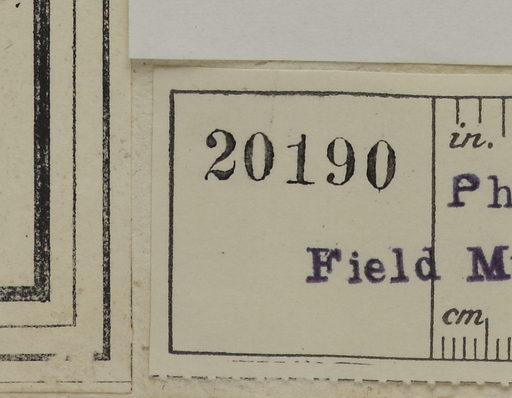 20190
in.
Ph
Field M
cm